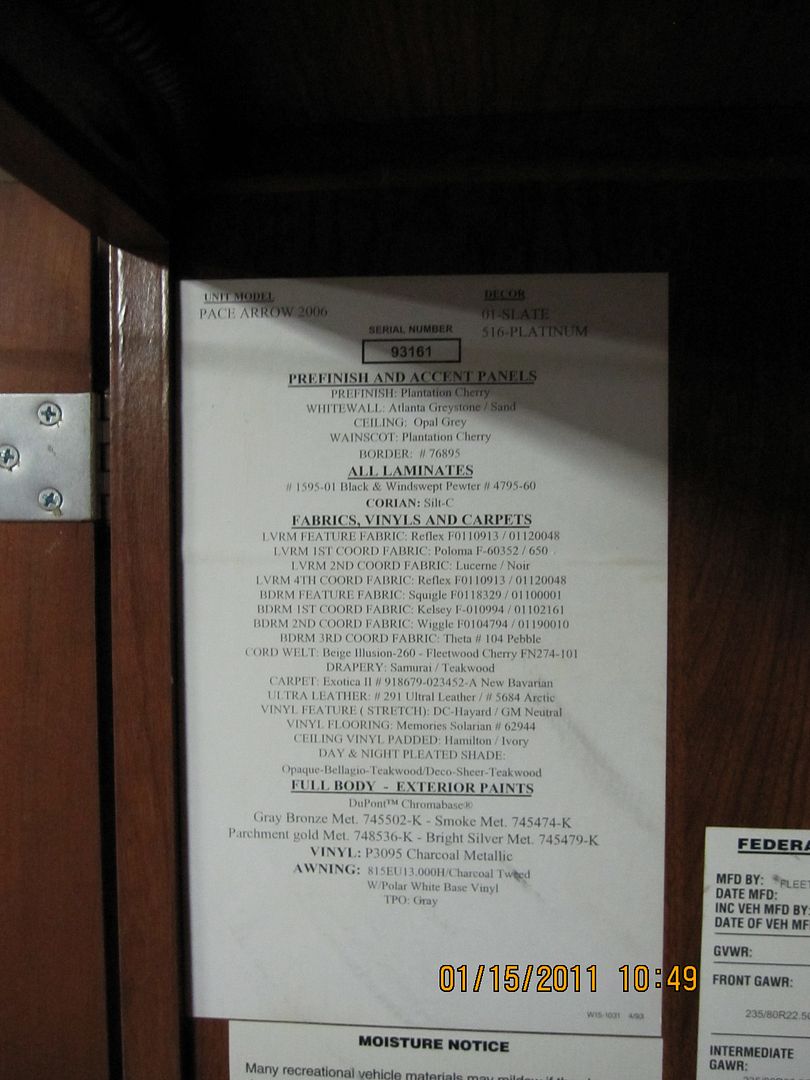 UNIT MODEL DECOR
PACE ARROW 2006 01-SLATE
516-PLATINUM
SERIAL NUMBER
93161
PREFINISH AND ACCENT PANELS
PREFINISH: Plantation Cherry
WHITEWALL: Atlanta Greystone / Sand
CEILING: Opal Grey
WAINSCOT: Plantation Cherry
BORDER: # 76895
ALL LAMINATES
# 1595-01 Black & Windswept Pewter # 4795-60
CORIAN: Silt-C
FABRICS, VINYLS AND CARPETS
LVRM FEATURE FABRIC: Reflex F0110913 / 01120048
LVRM 1ST COORD FABRIC: Poloma F-60352 / 650
LVRM 2ND COORD FABRIC: Lucerne / Noir
LVRM 4TH COORD FABRIC: Reflex F0110913 / 01120048
BDRM FEATURE FABRIC: Squigle F0118329 / 01100001
BDRM 1ST COORD FABRIC: Kelsey F-010994 / 01102161
BDRM 2ND COORD FABRIC: Wiggle F0104794 / 01190010
BDRM 3RD COORD FABRIC: Theta # 104 Pebble
CORD WELT: Beige Illusion-260 - Fleetwood Cherry FN274-101
DRAPERY: Samurai / Teakwood
CARPET: Exotica II # 918679-023452-A New Bavarian
ULTRA LEATHER: # 291 Ultral Leather / # 5684 Arctic
VINYL FEATURE ( STRETCH): DC-Hayard / GM Neutral
VINYL FLOORING: Memories Solarian # 62944
CEILING VINYL PADDED: Hamilton / Ivory
DAY & NIGHT PLEATED SHADE:
Opaque-Bellagio-Teakwood/Deco-Sheer-Teakwood
FULL BODY - EXTERIOR PAINTS
DuPont™ Chromabase®
Gray Bronze Met. 745502-K - Smoke Met. 745474-K
Parchment gold Met. 748536-K - Bright Silver Met. 745479-K
VINYL: P3095 Charcoal Metallic
AWNING: 815EU13.000H/Charcoal Tweed
W/Polar White Base Vinyl
TPO: Gray
W15-1031 4/93
01/15/2011 10:49
MOISTURE NOTICE
Many recreational vehicle materials may mildew if
FEDERA
MFD BY: FLEET
DATE MFD:
INC VEH MFD BY
DATE OF VEH MF
GVWR:
FRONT GAWR:
235/80R22.5
INTERMEDIATE
GAWR: